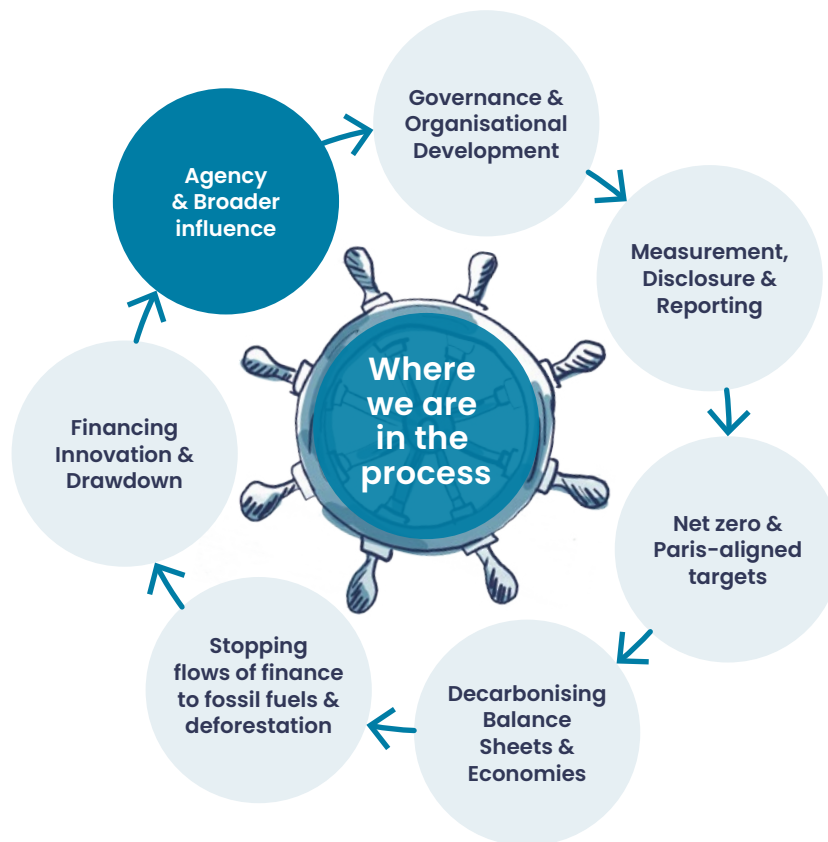 Governance &
Organisational
Development
Measurement,
Disclosure &
Reporting
Net zero &
Paris-aligned
targets
Decarbonising
Balance
Sheets &
Economies
Stopping
flows of finance
to fossil fuels &
deforestation
Financing
Innovation &
Drawdown
Agency
& Broader
influence
Where
we are
in the
process